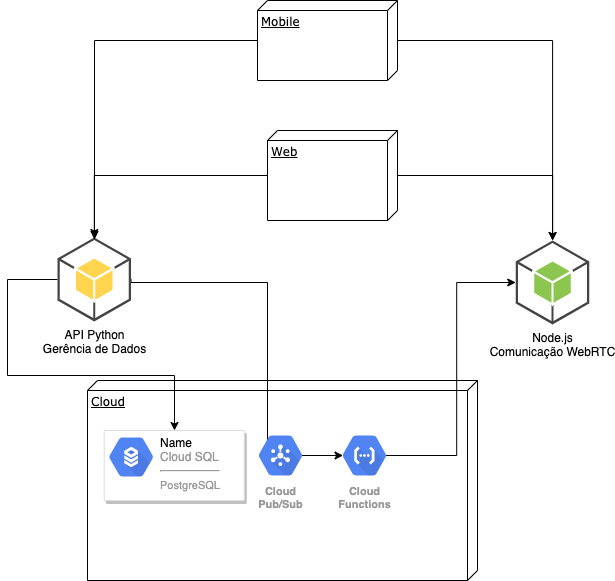 Mobile
Web
API Python
Gerência de Dados
Node.js
Comunicação WebRTC
Cloud
Name
Cloud SQL
PostgreSQL
Cloud
Pub/Sub
Cloud
Functions